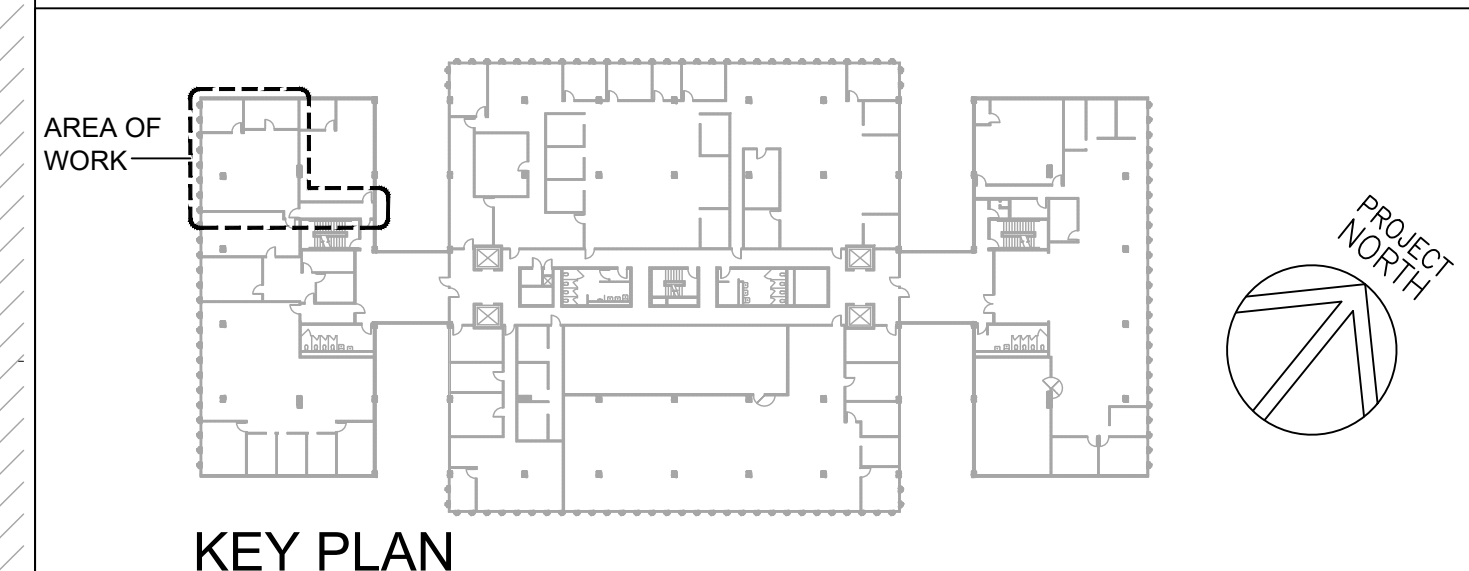 AREA OF
WORK
PROJECT
NORTH
KEY PLAN